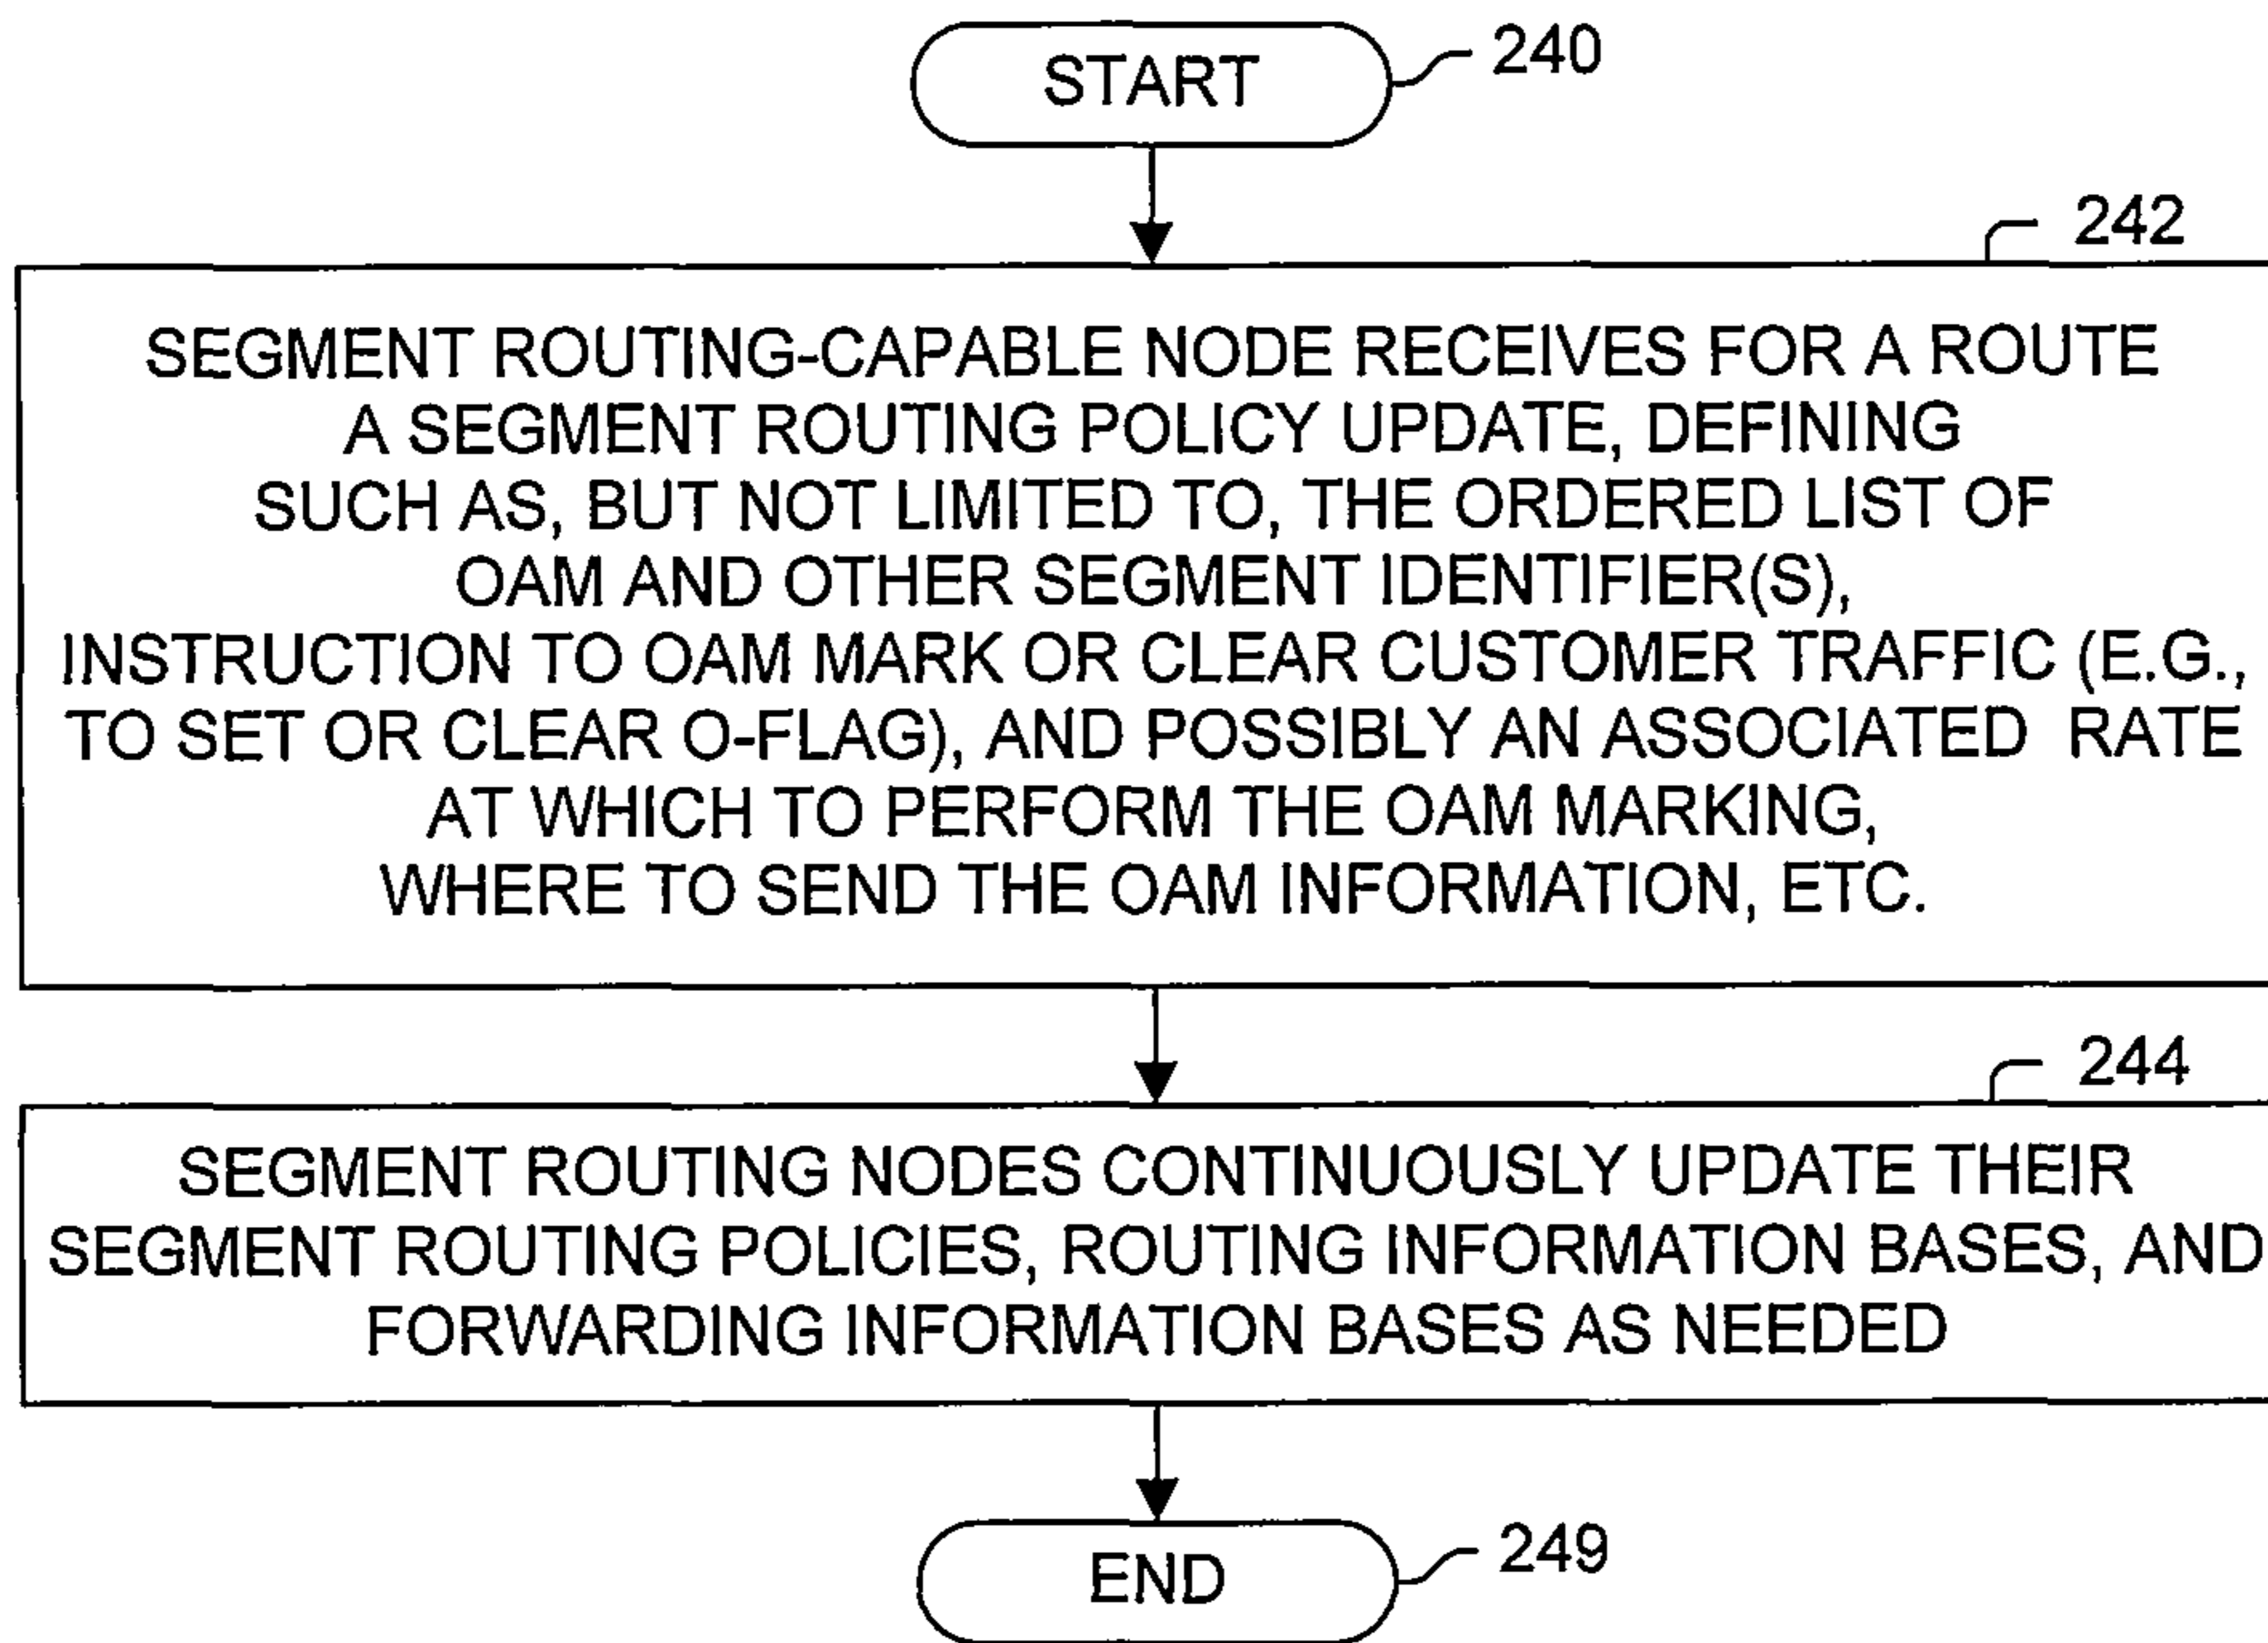 START
240
242
SEGMENT ROUTING-CAPABLE NODE RECEIVES FOR A ROUTE
A SEGMENT ROUTING POLICY UPDATE, DEFINING
SUCH AS, BUT NOT LIMITED TO, THE ORDERED LIST OF
OAM AND OTHER SEGMENT IDENTIFIER(S),
INSTRUCTION TO OAM MARK OR CLEAR CUSTOMER TRAFFIC (E.G.,
TO SET OR CLEAR O-FLAG), AND POSSIBLY AN ASSOCIATED RATE
AT WHICH TO PERFORM THE OAM MARKING,
WHERE TO SEND THE OAM INFORMATION, ETC.
244
SEGMENT ROUTING NODES CONTINUOUSLY UPDATE THEIR
SEGMENT ROUTING POLICIES, ROUTING INFORMATION BASES, AND
FORWARDING INFORMATION BASES AS NEEDED
END
249